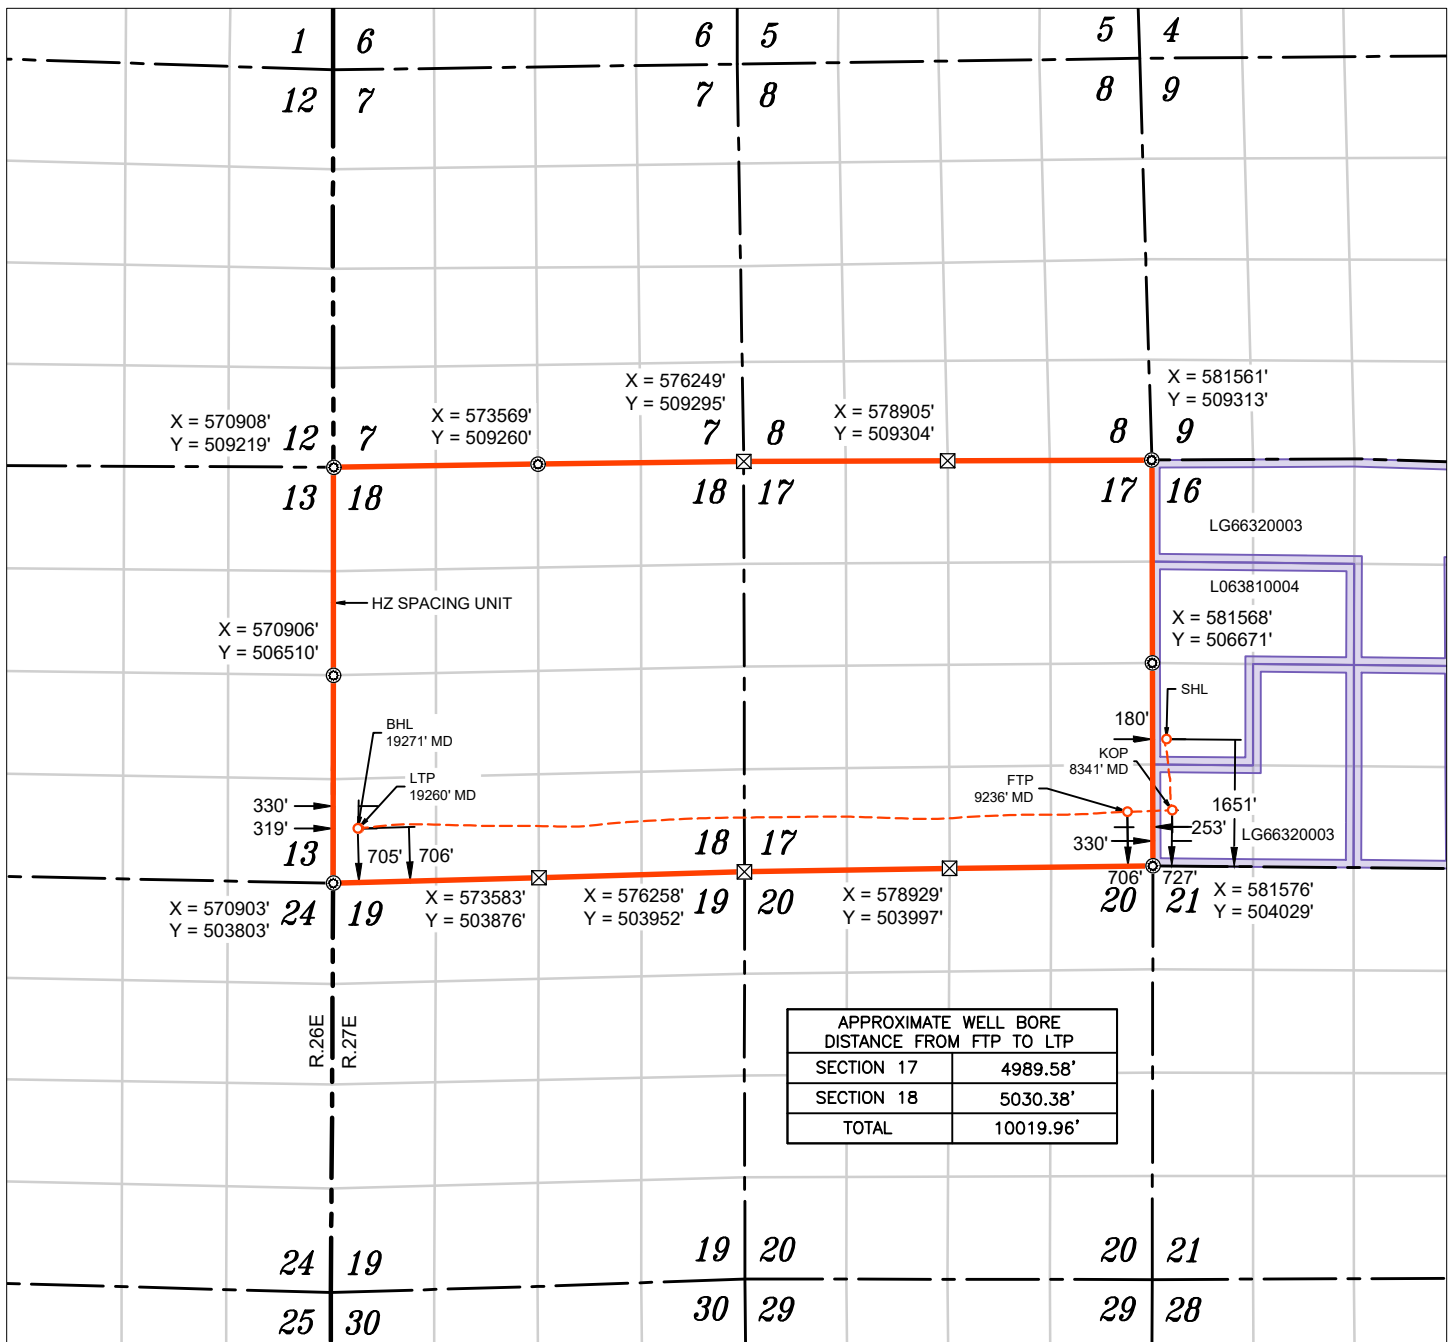 1 6
6 5
5 4
12 7
7 8
8 9
X = 570908'
Y = 509219'
X = 573569'
Y = 509260'
X = 576249'
Y = 509295'
X = 578905'
Y = 509304'
X = 581561'
Y = 509313'
12 7
7 8
8 9
13 18
18 17
17 16
LG66320003
L063810004
HZ SPACING UNIT
X = 570906'
Y = 506510'
X = 581568'
Y = 506671'
SHL
180'
BHL
19271' MD
LTP
19260' MD
KOP
8341' MD
FTP
9236' MD
330'
319'
1651'
253'
LG66320003
330'
705'
706'
706'
727'
13
18 17
24 19
19 20
20 21
X = 570903'
Y = 503803'
X = 573583'
Y = 503876'
X = 576258'
Y = 503952'
X = 578929'
Y = 503997'
X = 581576'
Y = 504029'
R.26E
R.27E
APPROXIMATE WELL BORE
DISTANCE FROM FTP TO LTP
SECTION 17 4989.58'
SECTION 18 5030.38'
TOTAL 10019.96'
24 19
19 20
20 21
25 30
30 29
29 28